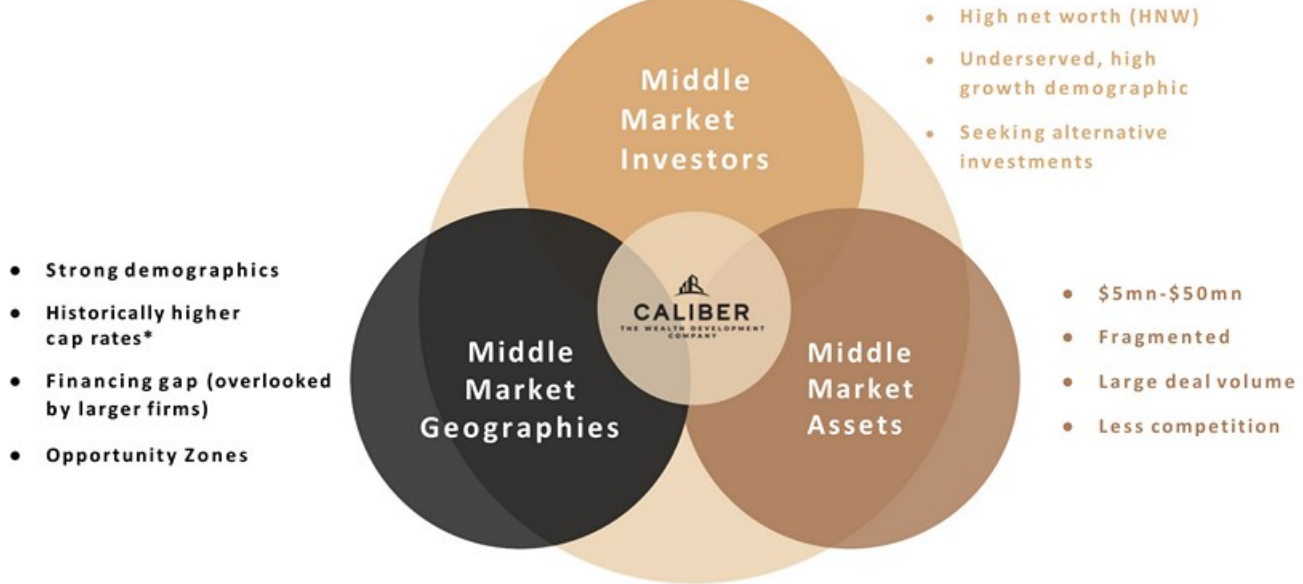 Middle
Market
Investors
● High net worth (HNW)
● Underserved, high
growth demographic
● Seeking alternative
investments
● Strong demographics
● Historically higher
cap rates*
● Financing gap (overlooked
by larger firms)
● Opportunity Zones
Middle
Market
Geographies
CALIBER
THE WEALTH DEVELOPMENT
COMPANY
Middle
Market
Assets
● $5mn-$50mn
● Fragmented
● Large deal volume
● Less competition